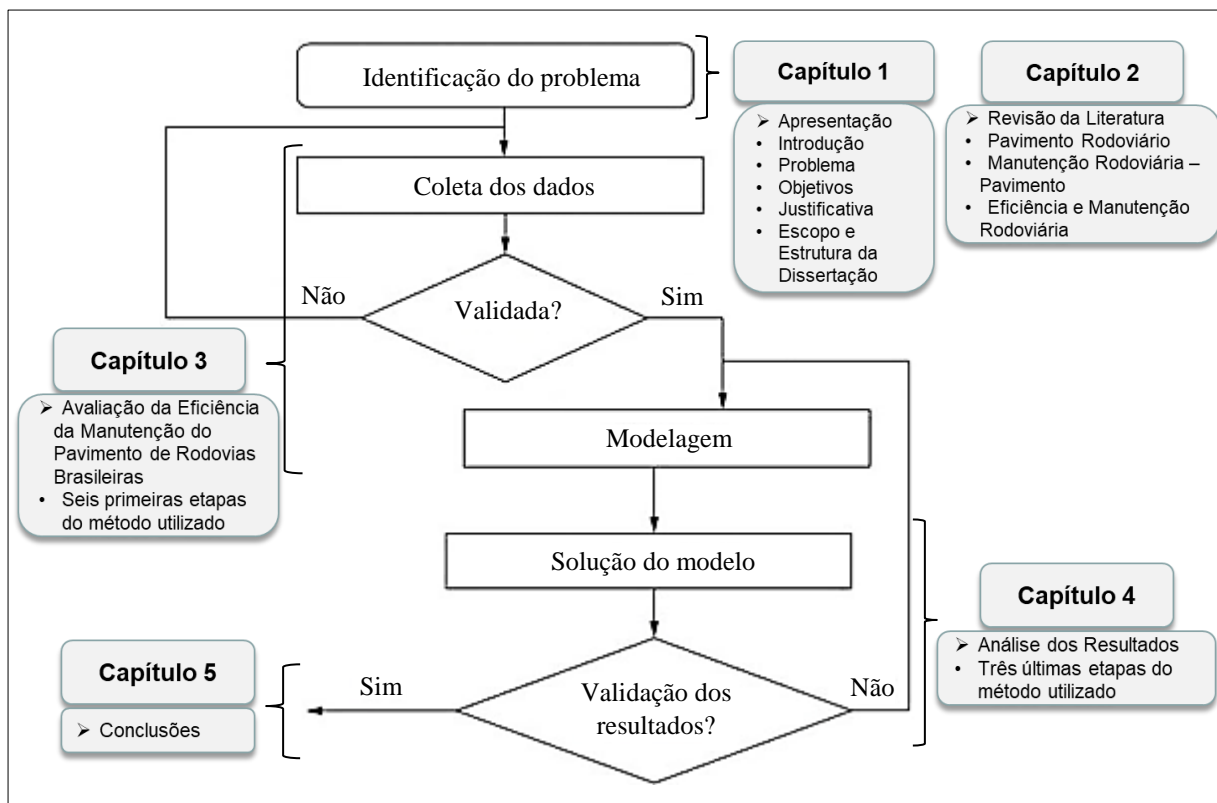 Identificação do problema
Capítulo 1
➢ Apresentação
• Introdução
• Problema
• Objetivos
• Justificativa
• Escopo e
Estrutura da
Dissertação
Capítulo 2
➢ Revisão da Literatura
• Pavimento Rodoviário
• Manutenção Rodoviária –
Pavimento
• Eficiência e Manutenção
Rodoviária
Coleta dos dados
Não
Validada?
Sim
Capítulo 3
➢ Avaliação da Eficiência
da Manutenção do
Pavimento de Rodovias
Brasileiras
• Seis primeiras etapas
do método utilizado
Modelagem
Solução do modelo
Capítulo 4
➢ Análise dos Resultados
• Três últimas etapas do
método utilizado
Validação dos
resultados?
Não
Sim
Capítulo 5
➢ Conclusões